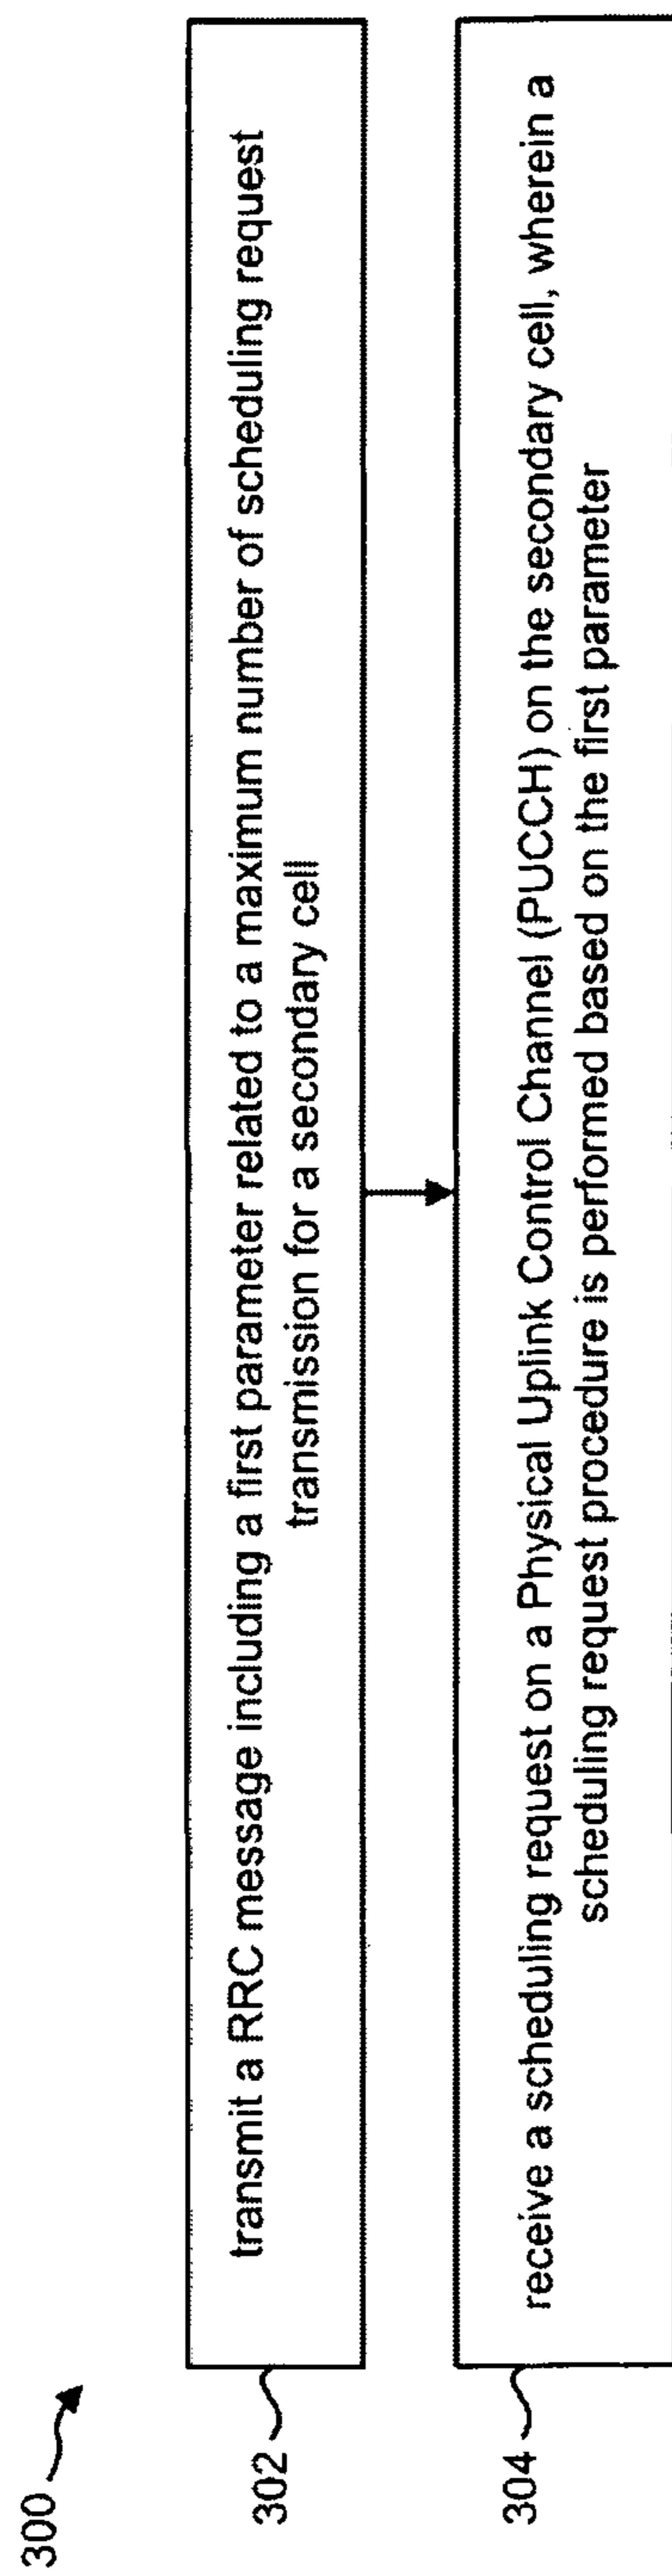 300
302
transmit a RRC message including a first parameter related to a maximum number of scheduling request
transmission for a secondary cell
304
receive a scheduling request on a Physical Uplink Control Channel (PUCCH) on the secondary cell, wherein a
scheduling request procedure is performed based on the first parameter